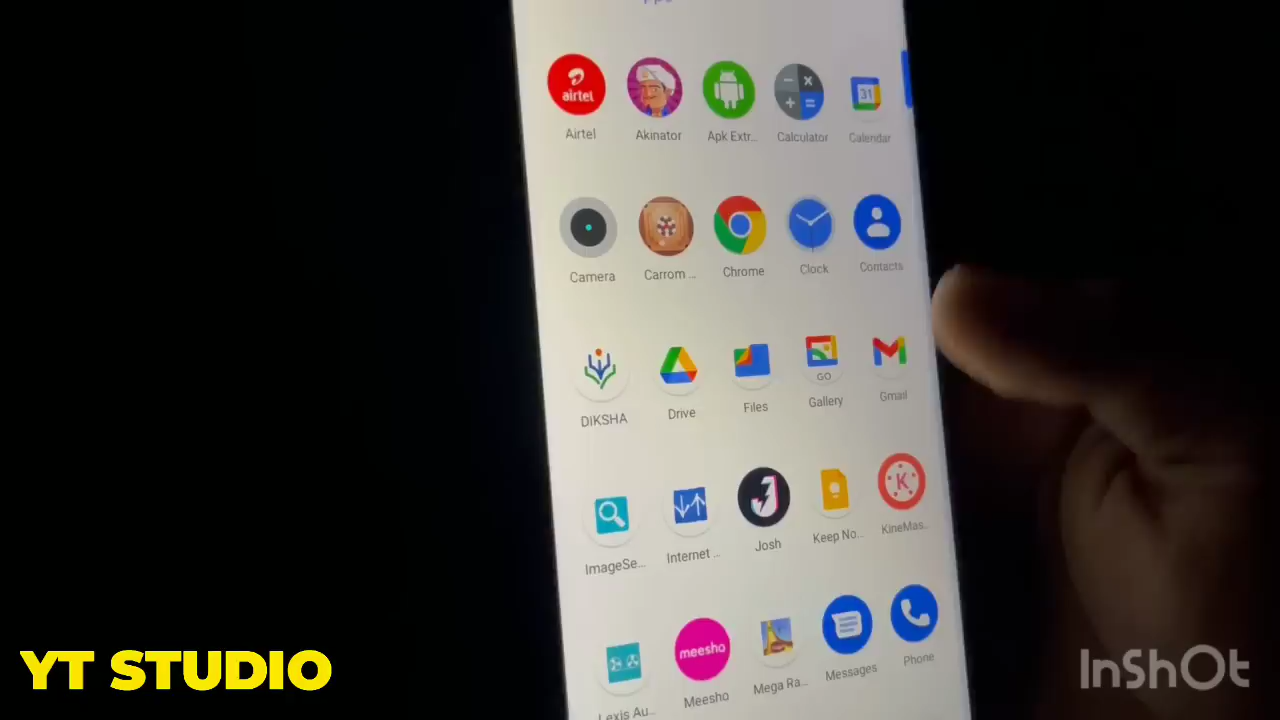 airtel
Airtel Akinator Apk Extr... Calculator 31 Calendar
Camera Carrom ... Chrome Clock Contacts
GO
DIKSHA Drive Files Gallery Gmail
K
ImageSe... Internet ... Josh Keep No... KineMas..
meesho
Lexis Au... Meesho Mega Ra... Messages Phone
YT STUDIO
InShOt